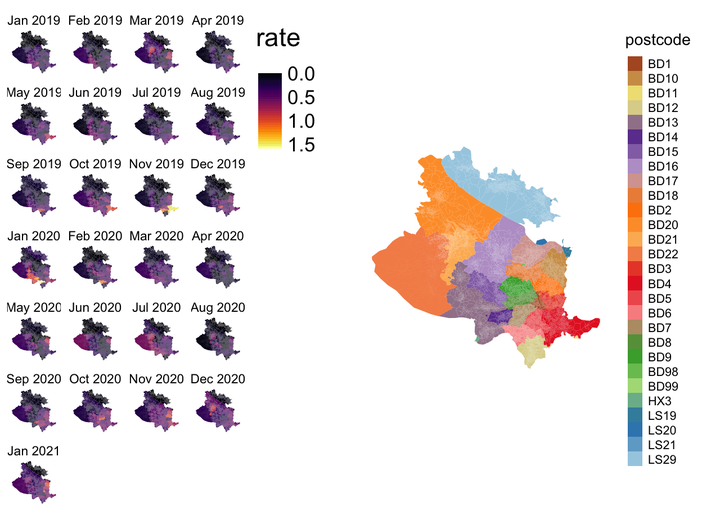 Jan 2019 Feb 2019 Mar 2019 Apr 2019
May 2019 Jun 2019 Jul 2019 Aug 2019
Sep 2019 Oct 2019 Nov 2019 Dec 2019
Jan 2020 Feb 2020 Mar 2020 Apr 2020
May 2020 Jun 2020 Jul 2020 Aug 2020
Sep 2020 Oct 2020 Nov 2020 Dec 2020
Jan 2021
rate
0.0
0.5
1.0
1.5
postcode
BD1
BD10
BD11
BD12
BD13
BD14
BD15
BD16
BD17
BD18
BD2
BD20
BD21
BD22
BD3
BD4
BD5
BD6
BD7
BD8
BD9
BD98
BD99
HX3
LS19
LS20
LS21
LS29